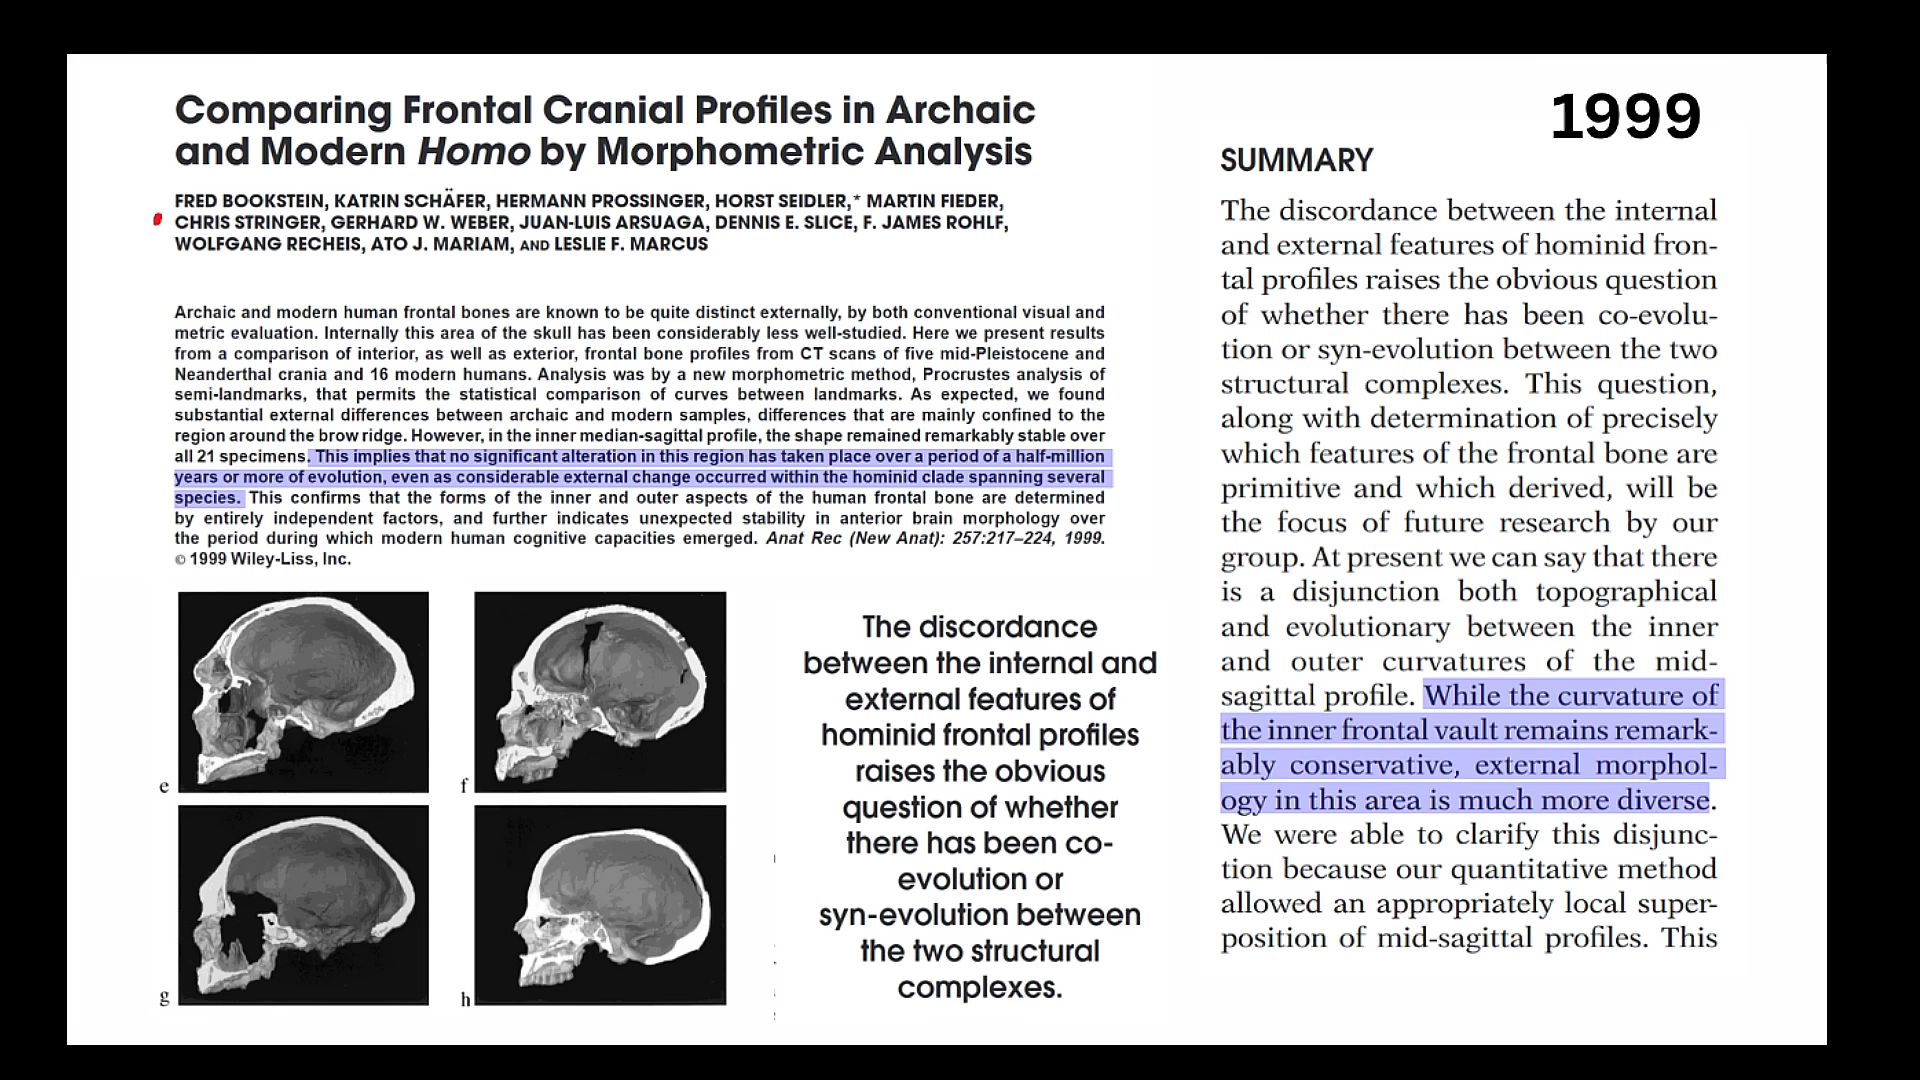 Comparing Frontal Cranial Profiles in Archaic
and Modern Homo by Morphometric Analysis
FRED BOOKSTEIN, KATRIN SCHÄFER, HERMANN PROSSINGER, HORST SEIDLER,* MARTIN FIEDER,
CHRIS STRINGER, GERHARD W. WEBER, JUAN-LUIS ARSUAGA, DENNIS E. SLICE, F. JAMES ROHLF,
WOLFGANG RECHEIS, ATO J. MARIAM, AND LESLIE F. MARCUS
Archaic and modern human frontal bones are known to be quite distinct externally, by both conventional visual and
metric evaluation. Internally this area of the skull has been considerably less well-studied. Here we present results
from a comparison of interior, as well as exterior, frontal bone profiles from CT scans of five mid-Pleistocene and
Neanderthal crania and 16 modern humans. Analysis was by a new morphometric method, Procrustes analysis of
semi-landmarks, that permits the statistical comparison of curves between landmarks. As expected, we found
substantial external differences between archaic and modern samples, differences that are mainly confined to the
region around the brow ridge. However, in the inner median-sagittal profile, the shape remained remarkably stable over
all 21 specimens. This implies that no significant alteration in this region has taken place over a period of a half-million
years or more of evolution, even as considerable external change occurred within the hominid clade spanning several
species. This confirms that the forms of the inner and outer aspects of the human frontal bone are determined
by entirely independent factors, and further indicates unexpected stability in anterior brain morphology over
the period during which modern human cognitive capacities emerged. Anat Rec (New Anat): 257:217–224, 1999.
© 1999 Wiley-Liss, Inc.
e
f
g
h
The discordance
between the internal and
external features of
hominid frontal profiles
raises the obvious
question of whether
there has been co-
evolution or
syn-evolution between
the two structural
complexes.
1999
SUMMARY
The discordance between the internal
and external features of hominid fron-
tal profiles raises the obvious question
of whether there has been co-evolu-
tion or syn-evolution between the two
structural complexes. This question,
along with determination of precisely
which features of the frontal bone are
primitive and which derived, will be
the focus of future research by our
group. At present we can say that there
is a disjunction both topographical
and evolutionary between the inner
and outer curvatures of the mid-
sagittal profile. While the curvature of
the inner frontal vault remains remark-
ably conservative, external morphol-
ogy in this area is much more diverse.
We were able to clarify this disjunc-
tion because our quantitative method
allowed an appropriately local super-
position of mid-sagittal profiles. This